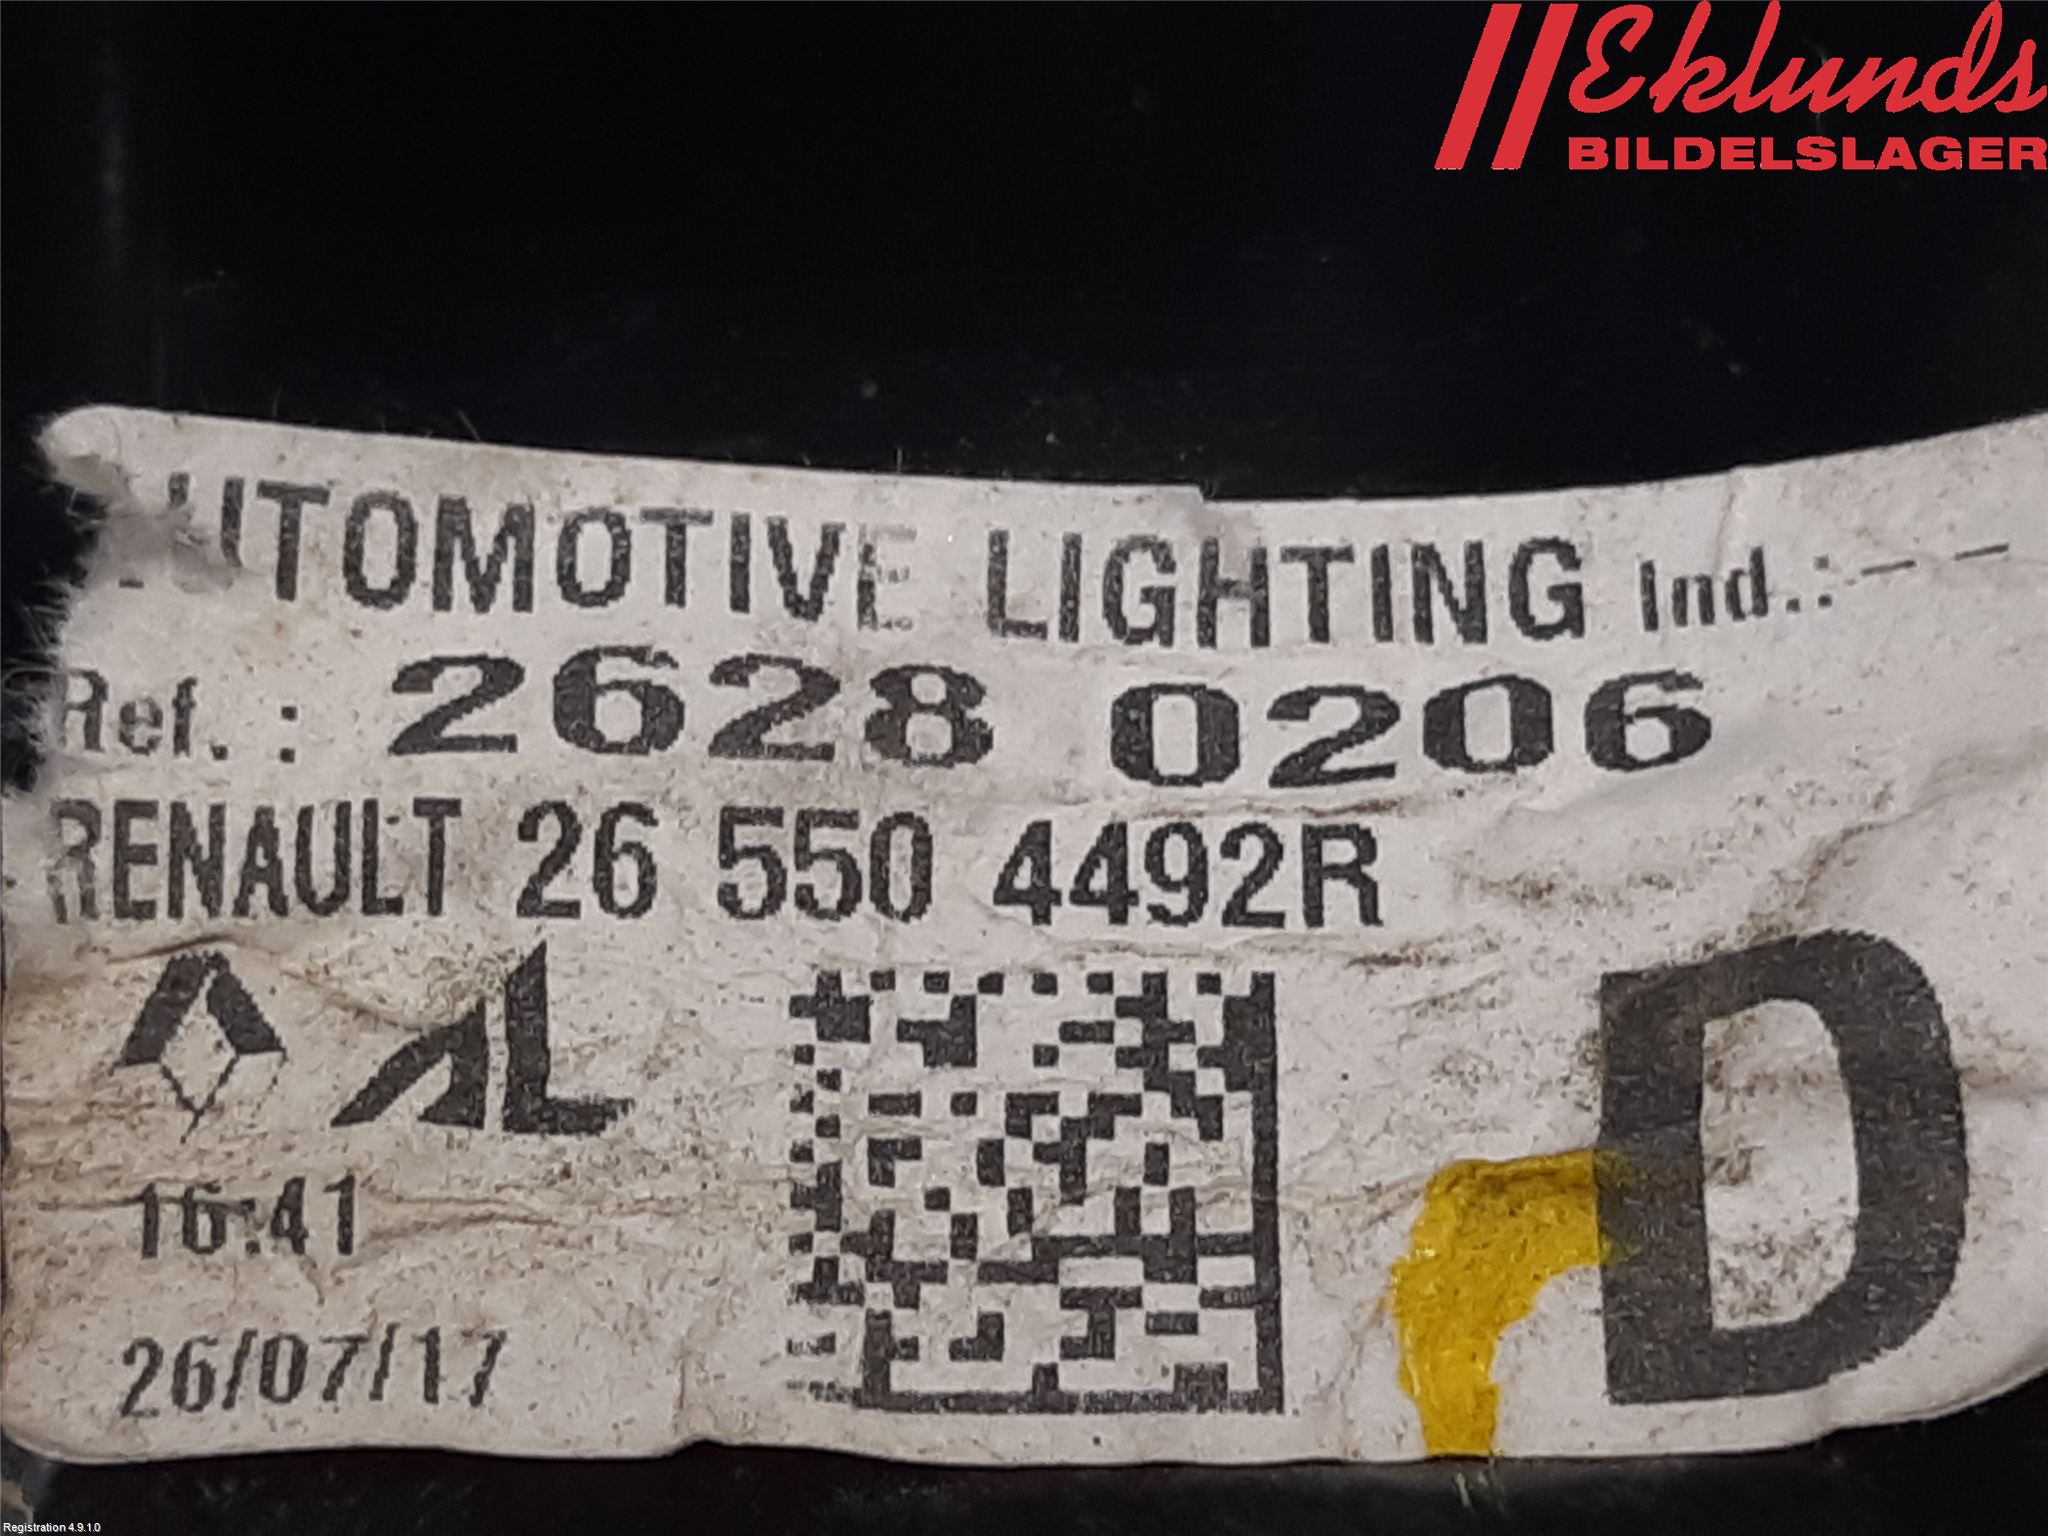 Eklunds
BILDELSLAGER
AUTOMOTIVE LIGHTING Ind.:--
Ref. : 2628 0206
RENAULT 26 550 4492R
AL
D
16:41
26/07/17
Registration 4.9.1.0